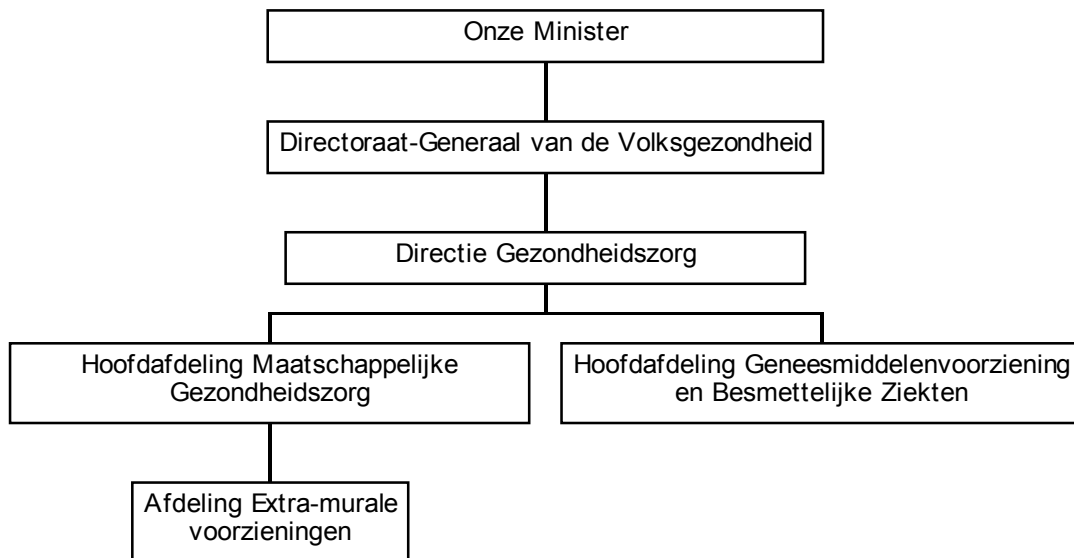 Onze Minister
Directoraat-Generaal van de Volksgezondheid
Directie Gezondheidszorg
Hoofdafdeling Maatschappelijke
Gezondheidszorg
Hoofdafdeling Geneesmiddelenvoorziening
en Besmettelijke Ziekten
Afdeling Extra-murale
voorzieningen